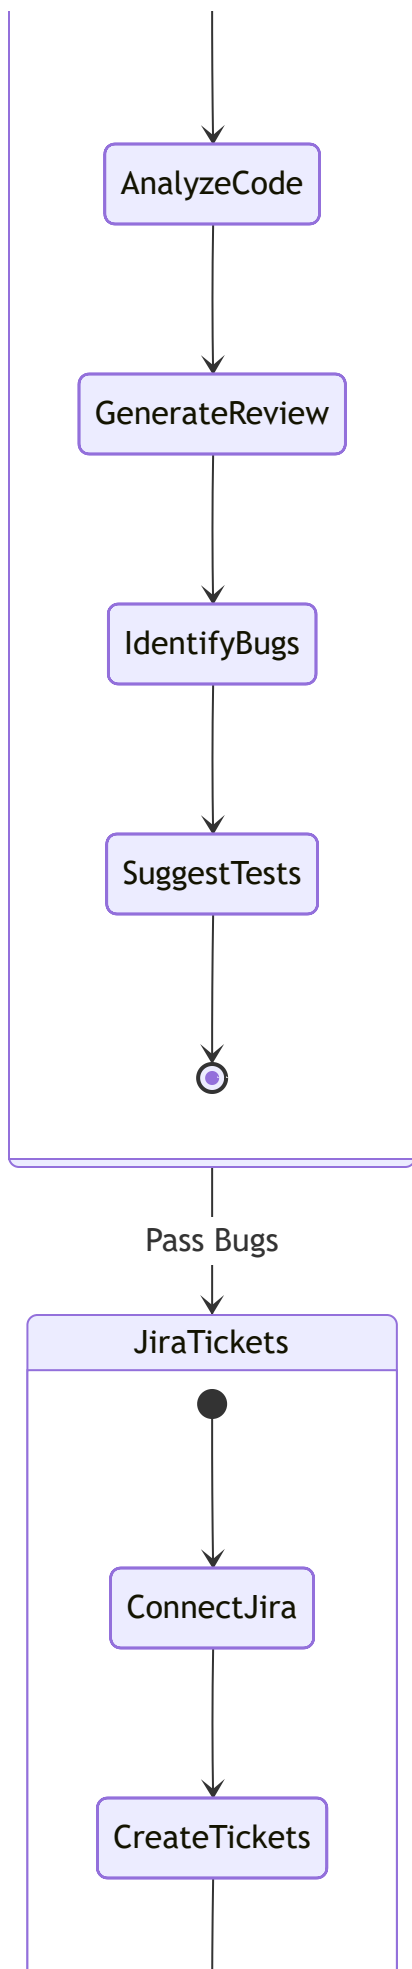 AnalyzeCode
GenerateReview
IdentifyBugs
SuggestTests
Pass Bugs
JiraTickets
ConnectJira
CreateTickets